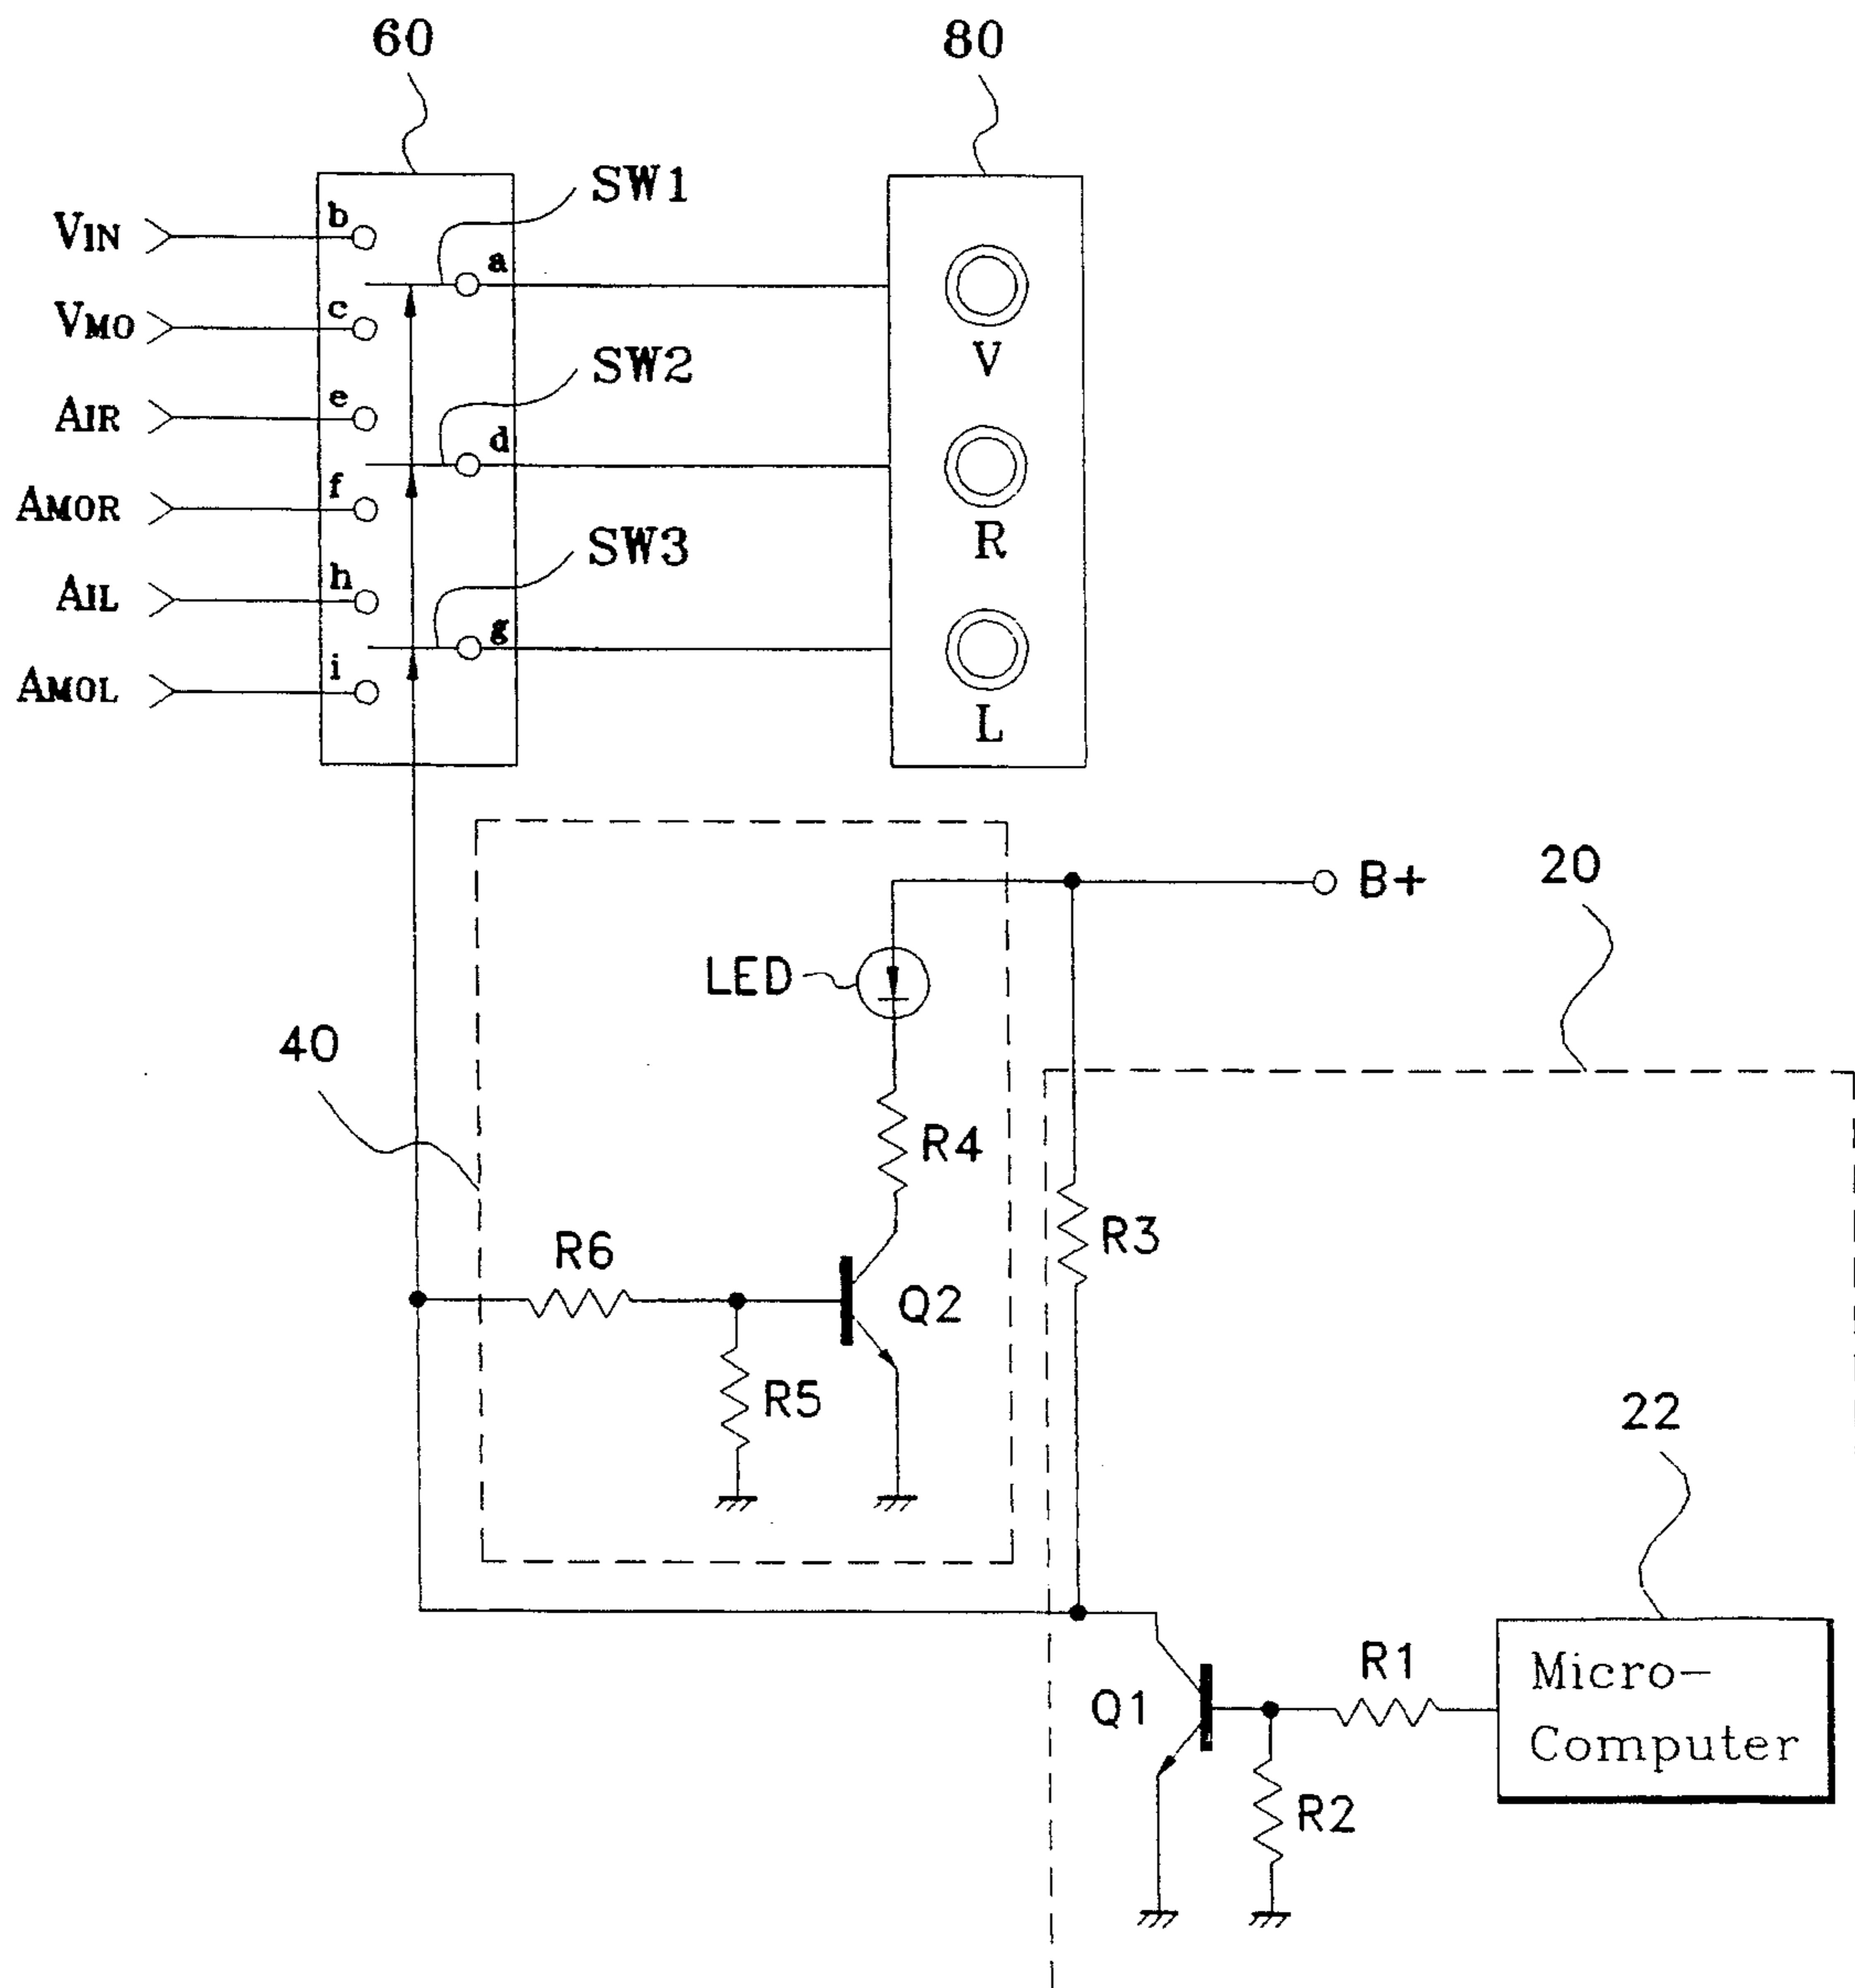 60
80
SW1
b
VIN
a
c
VMO
V
SW2
e
AIR
d
f
AMOR
R
SW3
h
AIL
g
i
AMOL
L
B+
20
LED
40
R4
R6
R3
Q2
R5
22
R1
Micro-
Computer
Q1
R2